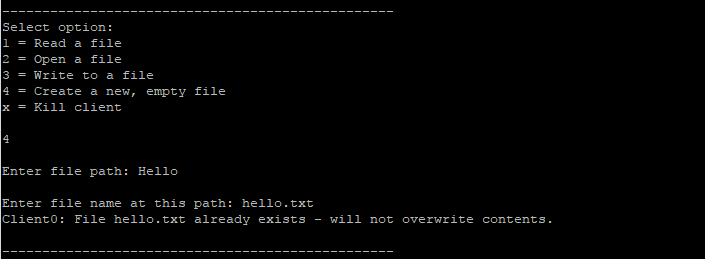 -------------------------------------------------
Select option:
1 = Read a file
2 = Open a file
3 = Write to a file
4 = Create a new, empty file
x = Kill client
4
Enter file path: Hello
Enter file name at this path: hello.txt
Client0: File hello.txt already exists - will not overwrite contents.
-------------------------------------------------